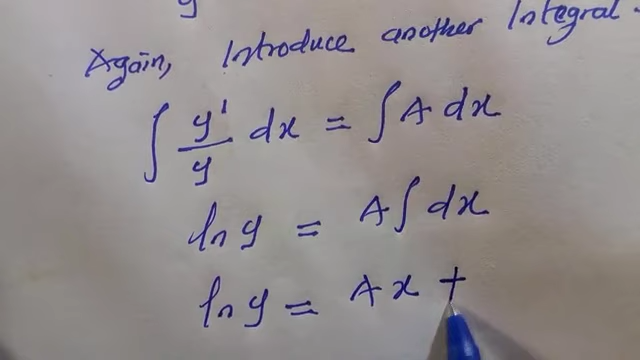 y
Again, Introduce another Integral.
∫ y'/y dx = ∫ A dx
ln y = A ∫ dx
ln y = Ax +